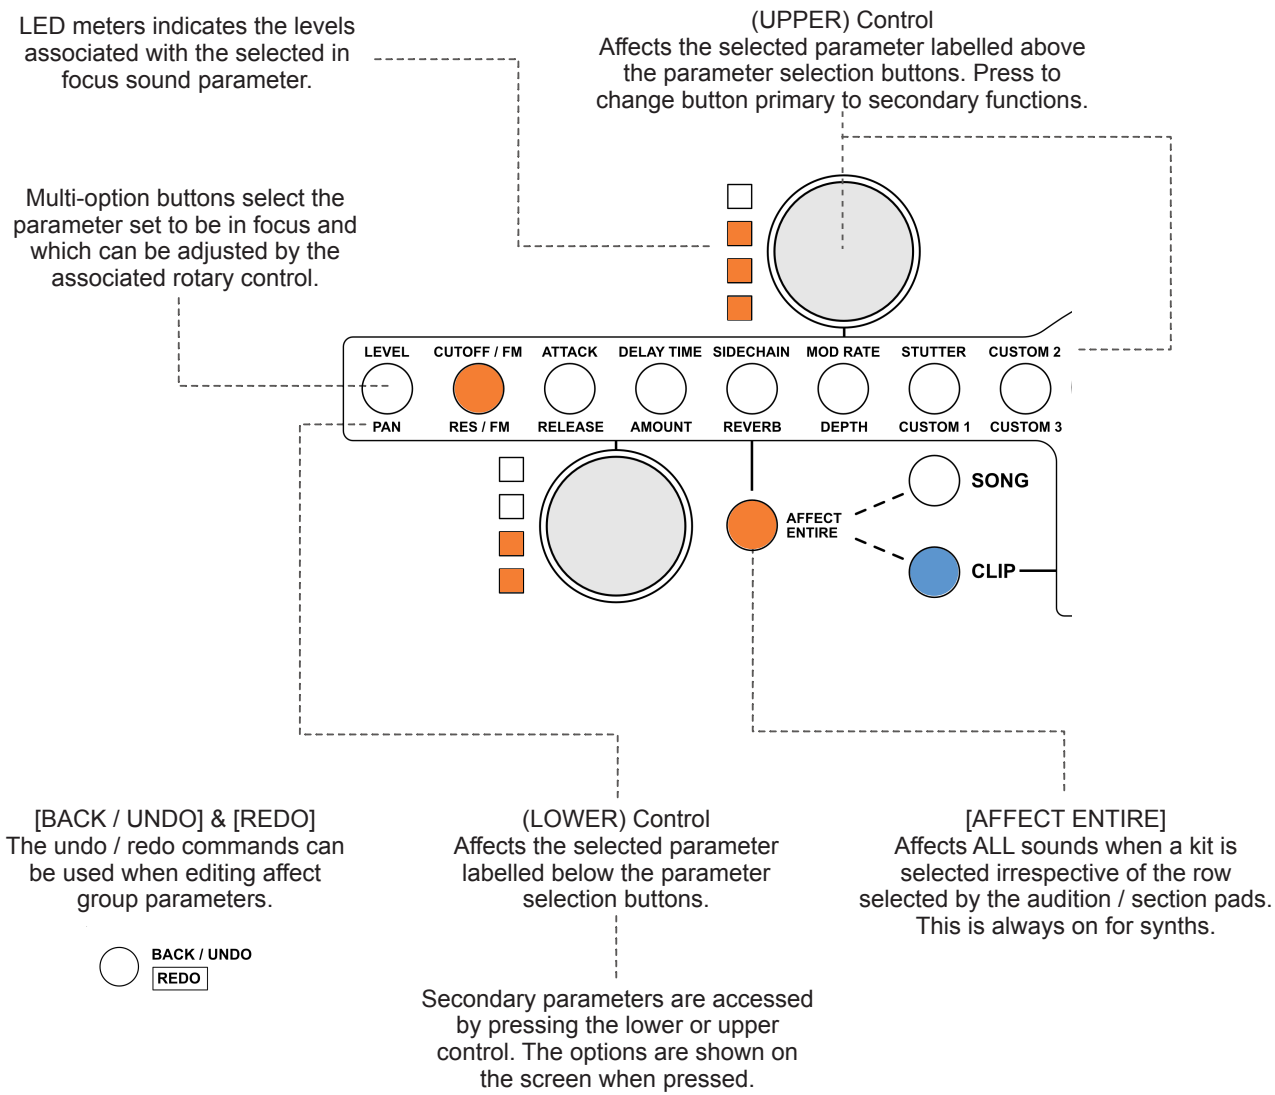 LED meters indicates the levels
associated with the selected in
focus sound parameter.
(UPPER) Control
Affects the selected parameter labelled above
the parameter selection buttons. Press to
change button primary to secondary functions.
Multi-option buttons select the
parameter set to be in focus and
which can be adjusted by the
associated rotary control.
LEVEL CUTOFF / FM ATTACK DELAY TIME SIDECHAIN MOD RATE STUTTER CUSTOM 2
PAN RES / FM RELEASE AMOUNT REVERB DEPTH CUSTOM 1 CUSTOM 3
SONG
AFFECT
ENTIRE
CLIP
[BACK / UNDO] & [REDO]
The undo / redo commands can
be used when editing affect
group parameters.
BACK / UNDO
REDO
(LOWER) Control
Affects the selected parameter
labelled below the parameter
selection buttons.
Secondary parameters are accessed
by pressing the lower or upper
control. The options are shown on
the screen when pressed.
[AFFECT ENTIRE]
Affects ALL sounds when a kit is
selected irrespective of the row
selected by the audition / section pads.
This is always on for synths.